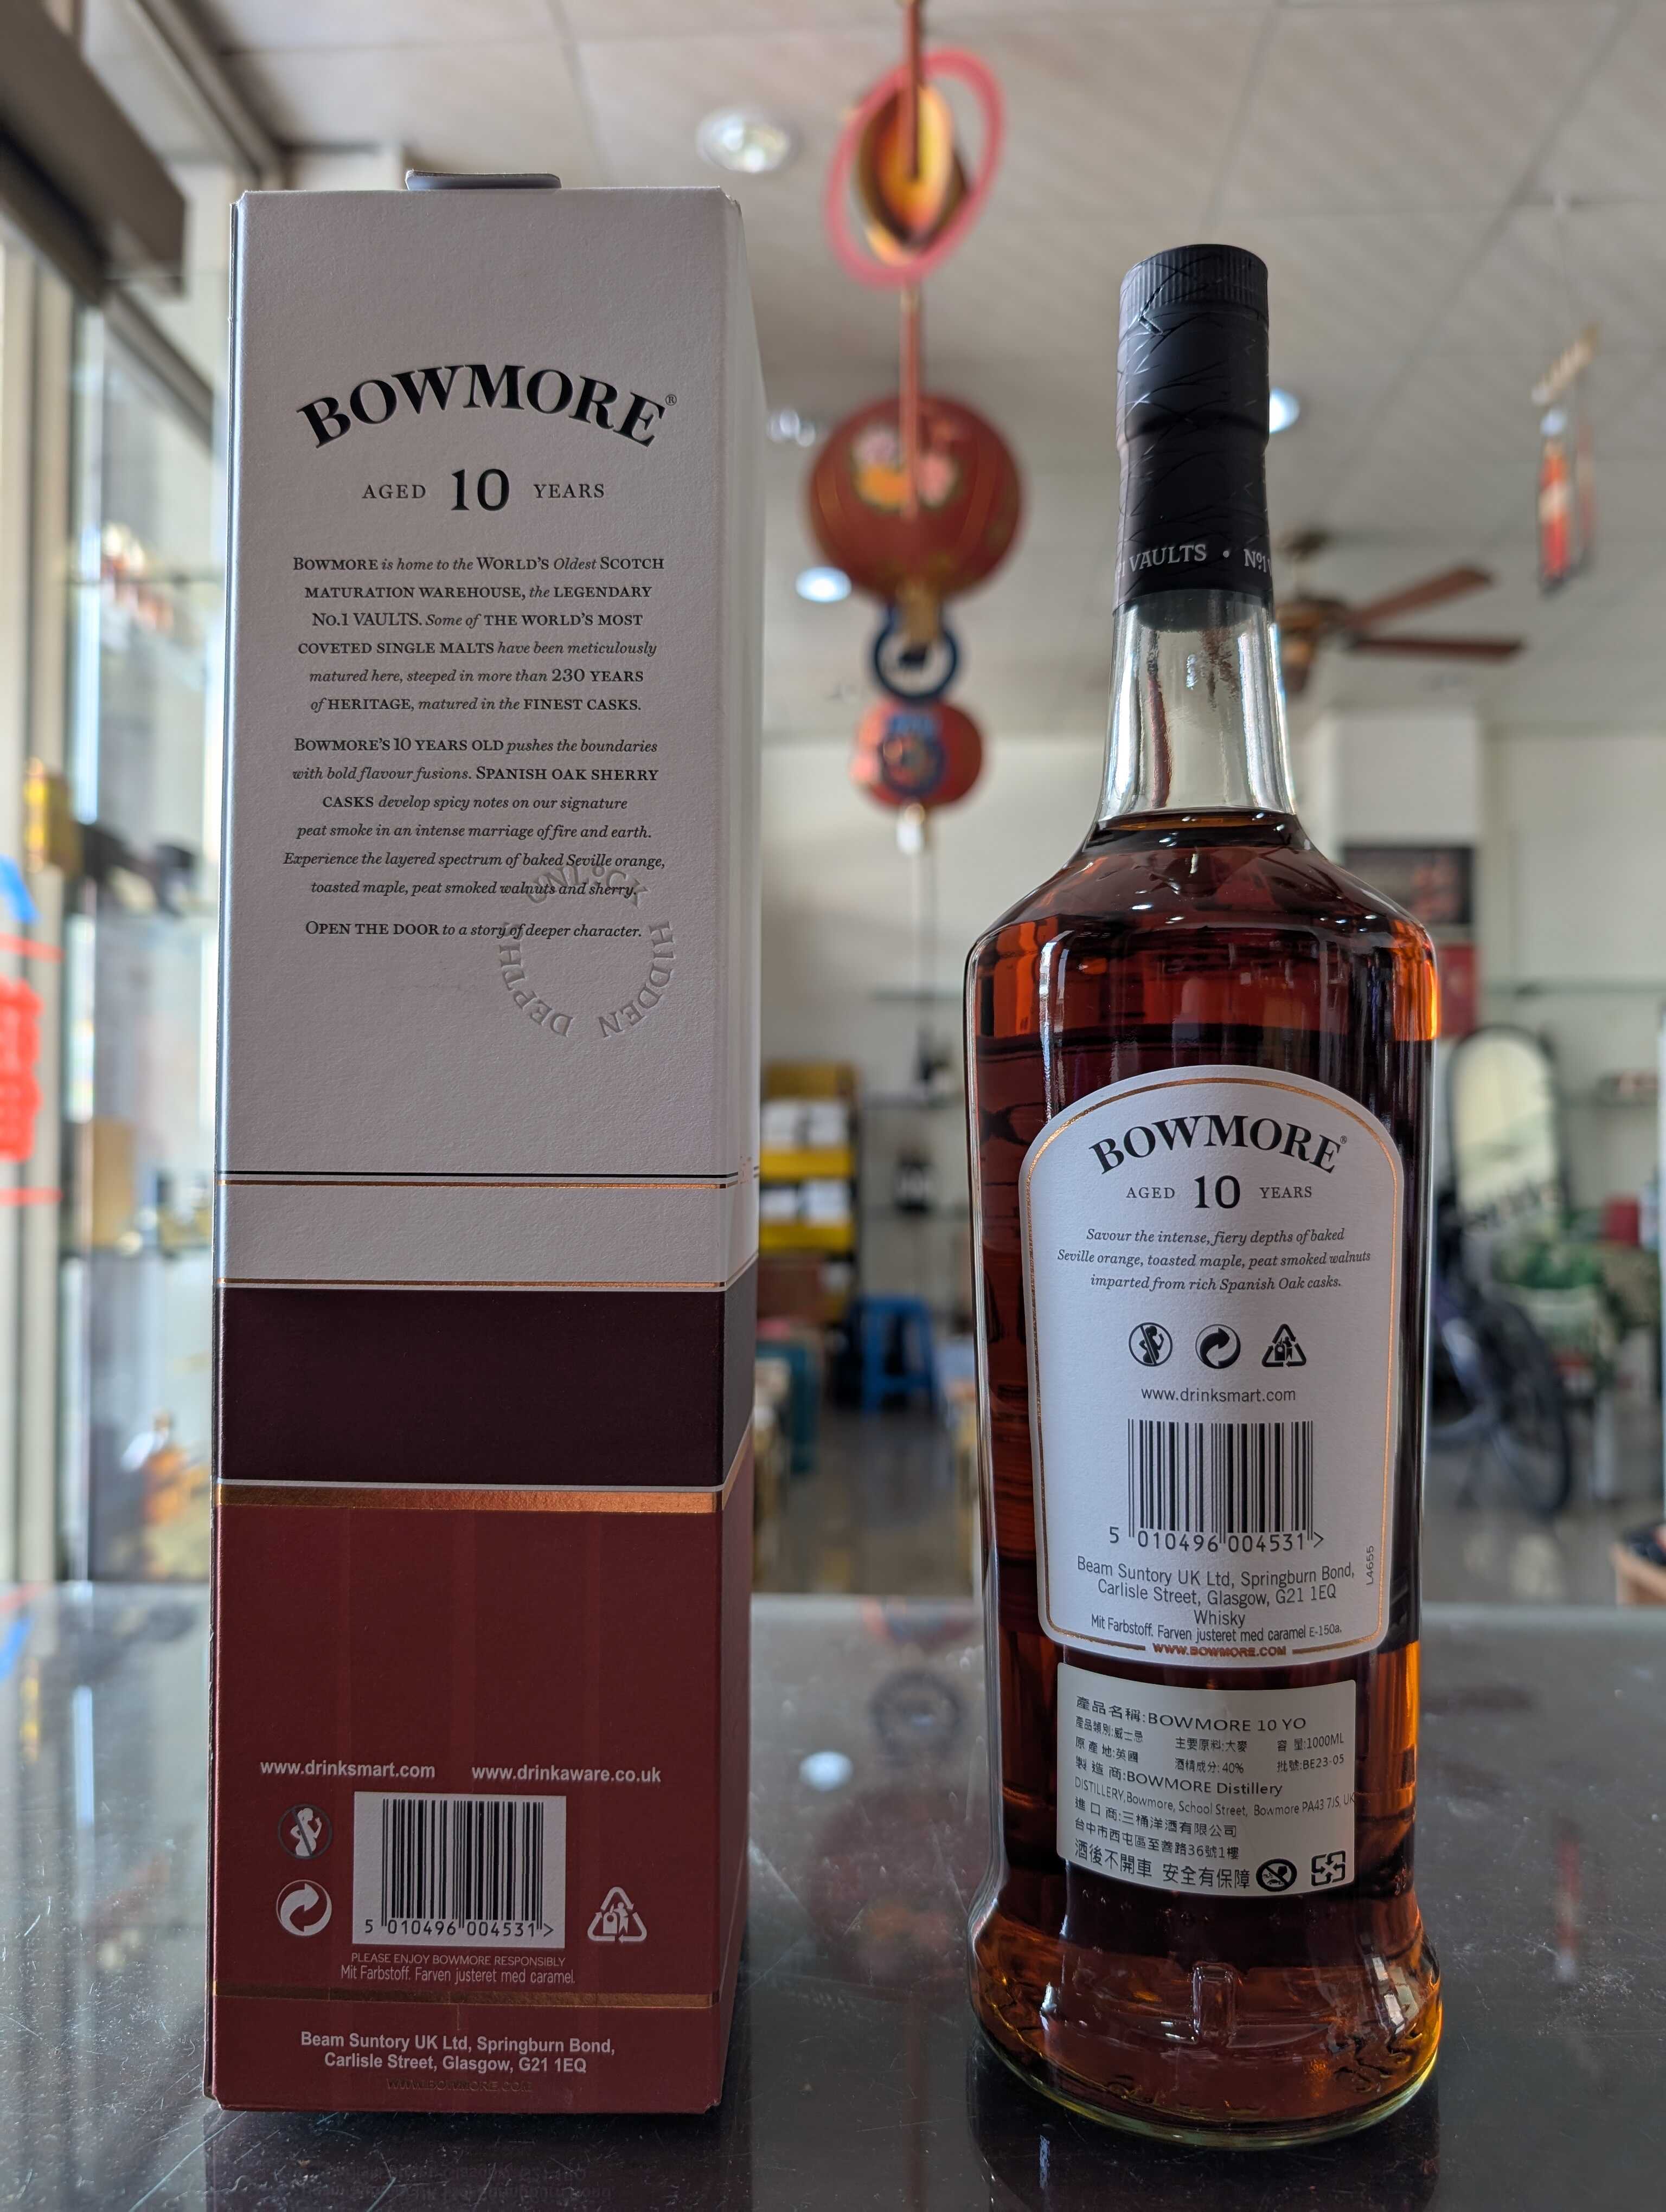 BOWMORE®
AGED 10 YEARS
BOWMORE is home to the WORLD'S Oldest SCOTCH
MATURATION WAREHOUSE, the LEGENDARY
No.1 VAULTS. Some of THE WORLD'S MOST
COVETED SINGLE MALTS have been meticulously
matured here, steeped in more than 230 YEARS
of HERITAGE, matured in the FINEST CASKS.
BOWMORE'S 10 YEARS OLD pushes the boundaries
with bold flavour fusions. SPANISH OAK SHERRY
CASKS develop spicy notes on our signature
peat smoke in an intense marriage of fire and earth.
Experience the layered spectrum of baked Seville orange,
toasted maple, peat smoked walnuts and sherry.
OPEN THE DOOR to a story of deeper character.
UNLOCK HIDDEN DEPTHS
www.drinksmart.com www.drinkaware.co.uk
5 010496 004531 >
PLEASE ENJOY BOWMORE RESPONSIBLY
Mit Farbstoff. Farven justeret med caramel.
Beam Suntory UK Ltd, Springburn Bond,
Carlisle Street, Glasgow, G21 1EQ
WWW.BOWMORE.COM
VAULTS • Nº1
BOWMORE®
AGED 10 YEARS
Savour the intense, fiery depths of baked
Seville orange, toasted maple, peat smoked walnuts
imparted from rich Spanish Oak casks.
www.drinksmart.com
5 010496 004531 >
L4655
Beam Suntory UK Ltd, Springburn Bond,
Carlisle Street, Glasgow, G21 1EQ
Whisky
Mit Farbstoff. Farven justeret med caramel E-150a.
WWW.BOWMORE.COM
產品名稱:BOWMORE 10 YO
產品類別:威士忌 主要原料:大麥 容 量:1000ML
原 產 地:英國 酒精成分:40% 批號:BE23-05
製 造 商:BOWMORE Distillery
DISTILLERY,Bowmore, School Street, Bowmore PA43 7JS, UK
進 口 商:三桶洋酒有限公司
台中市西屯區至善路36號1樓
酒後不開車 安全有保障